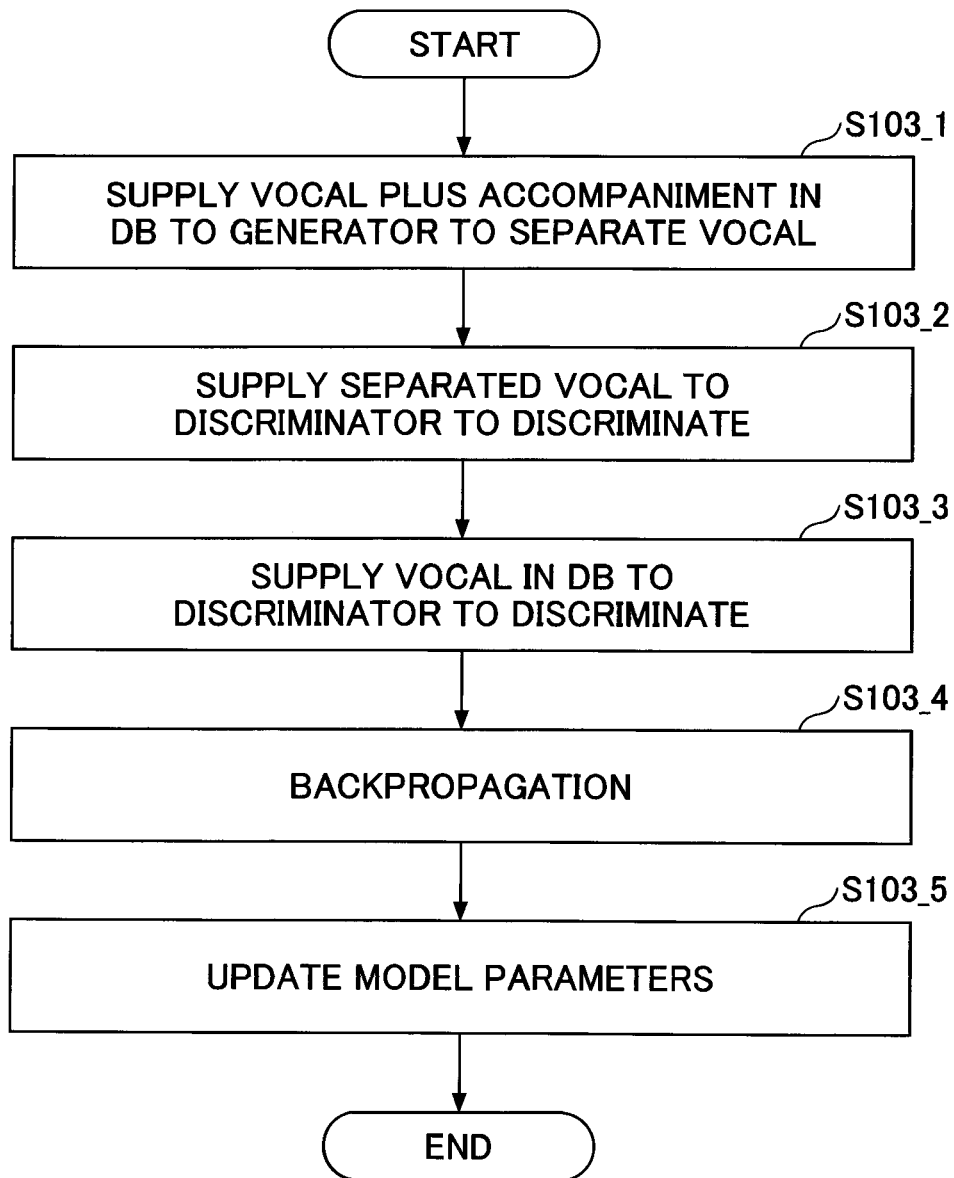 START
S103_1
SUPPLY VOCAL PLUS ACCOMPANIMENT IN
DB TO GENERATOR TO SEPARATE VOCAL
S103_2
SUPPLY SEPARATED VOCAL TO
DISCRIMINATOR TO DISCRIMINATE
S103_3
SUPPLY VOCAL IN DB TO
DISCRIMINATOR TO DISCRIMINATE
S103_4
BACKPROPAGATION
S103_5
UPDATE MODEL PARAMETERS
END